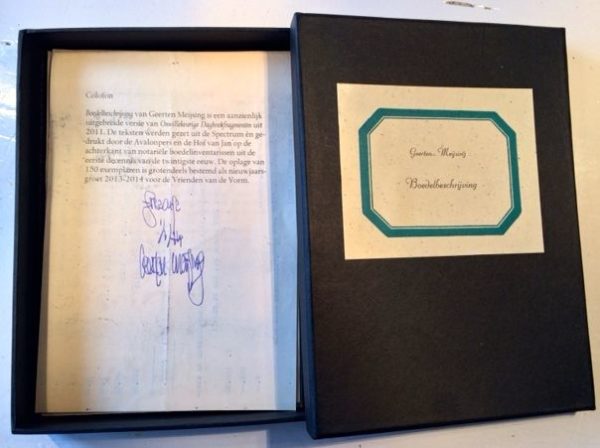 Colofon
Boedelbeschrijving van Geerten Meijsing is een aanzienlijk
uitgebreide versie van Onwillekeurige Dagboekfragmenten uit
2011. De teksten werden gezet uit de Spectrum en ge-
drukt door de Avalonpers en de Hof van Jan op de
achterkant van notariële boedelinventarissen uit de
eerste decennia van de twintigste eeuw. De oplage van
150 exemplaren is grotendeels bestemd als nieuwjaars-
groet 2013-2014 voor de Vrienden van de Vorm.
Geerten Meijsing
Geerten Meijsing
Boedelbeschrijving